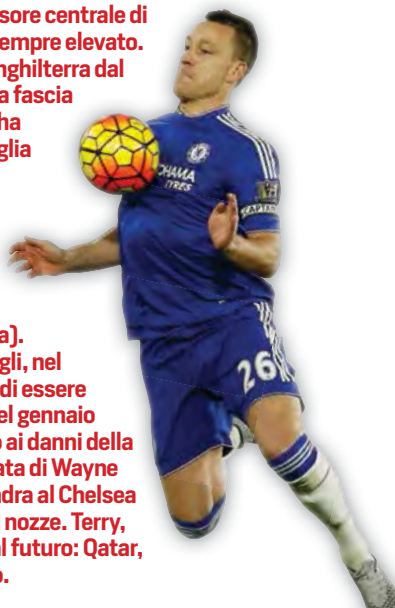 sore centrale di
empre elevato.
nghilterra dal
a fascia
ha
glia
a).
gli, nel
di essere
el gennaio
o ai danni della
ata di Wayne
dra al Chelsea
nozze. Terry,
l futuro: Qatar,
o.
HAMA
TYRES
CAPTAIN
26